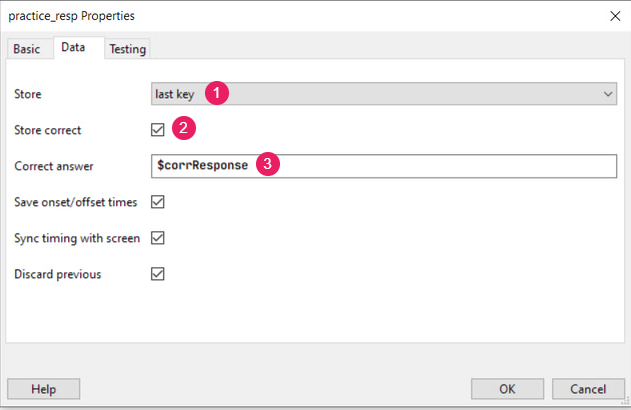 practice_resp Properties
Basic Data Testing
Store last key 1
Store correct 2
Correct answer $corrResponse 3
Save onset/offset times
Sync timing with screen
Discard previous
Help OK Cancel